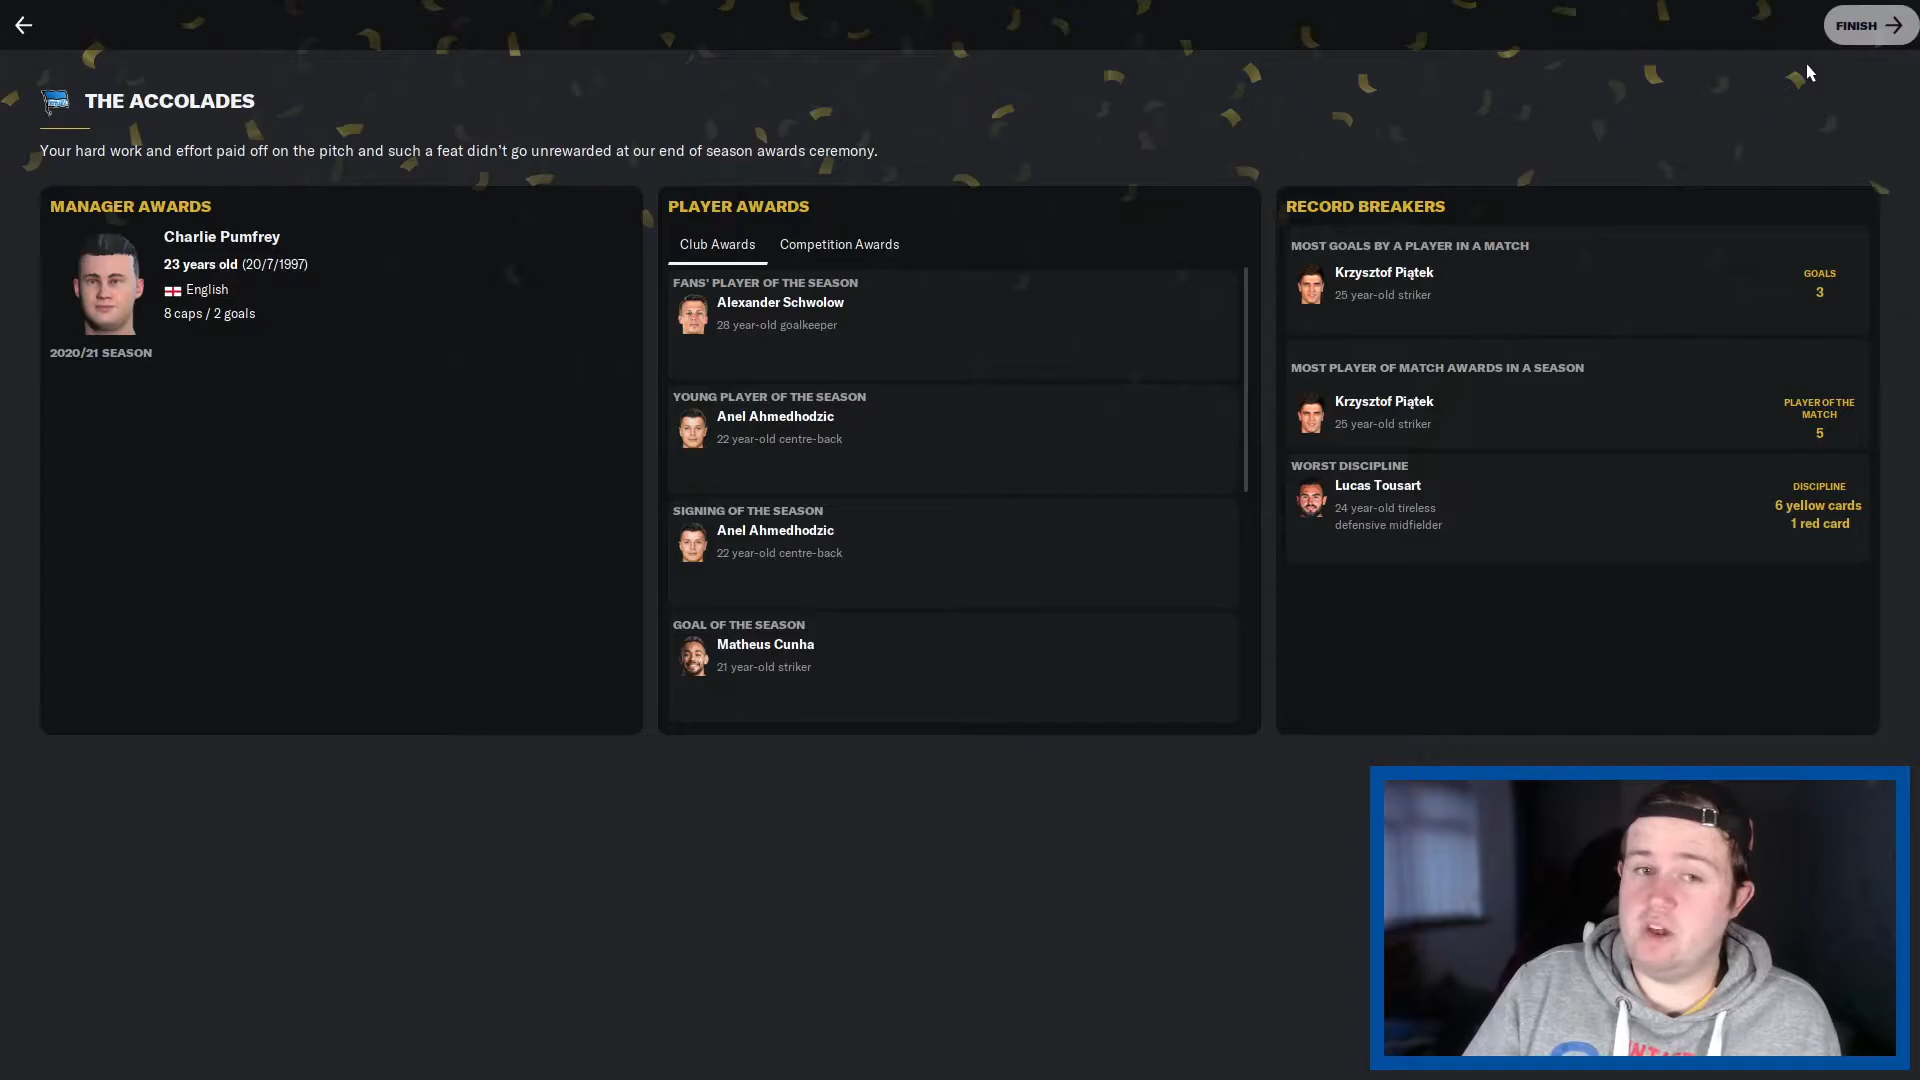 FINISH
THE ACCOLADES
Your hard work and effort paid off on the pitch and such a feat didn't go unrewarded at our end of season awards ceremony.
MANAGER AWARDS
Charlie Pumfrey
23 years old (20/7/1997)
English
8 caps / 2 goals
2020/21 SEASON
PLAYER AWARDS
Club Awards
Competition Awards
FANS' PLAYER OF THE SEASON
Alexander Schwolow
28 year-old goalkeeper
YOUNG PLAYER OF THE SEASON
Anel Ahmedhodzic
22 year-old centre-back
SIGNING OF THE SEASON
Anel Ahmedhodzic
22 year-old centre-back
GOAL OF THE SEASON
Matheus Cunha
21 year-old striker
RECORD BREAKERS
MOST GOALS BY A PLAYER IN A MATCH
Krzysztof Piątek
25 year-old striker
GOALS
3
MOST PLAYER OF MATCH AWARDS IN A SEASON
Krzysztof Piątek
25 year-old striker
PLAYER OF THE
MATCH
5
WORST DISCIPLINE
Lucas Tousart
24 year-old tireless
defensive midfielder
DISCIPLINE
6 yellow cards
1 red card